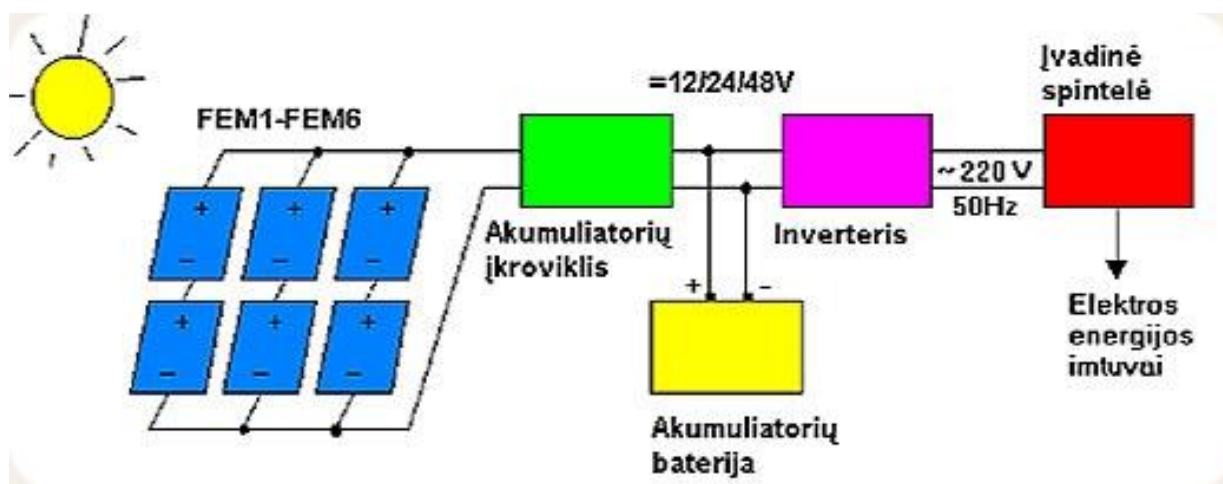 FEM1-FEM6
+
+
+
−
−
−
+
+
+
−
−
−
Akumuliatorių
įkroviklis
=12/24/48V
+
−
Akumuliatorių
baterija
Inverteris
~220 V
50Hz
Įvadinė
spintelė
Elektros
energijos
imtuvai